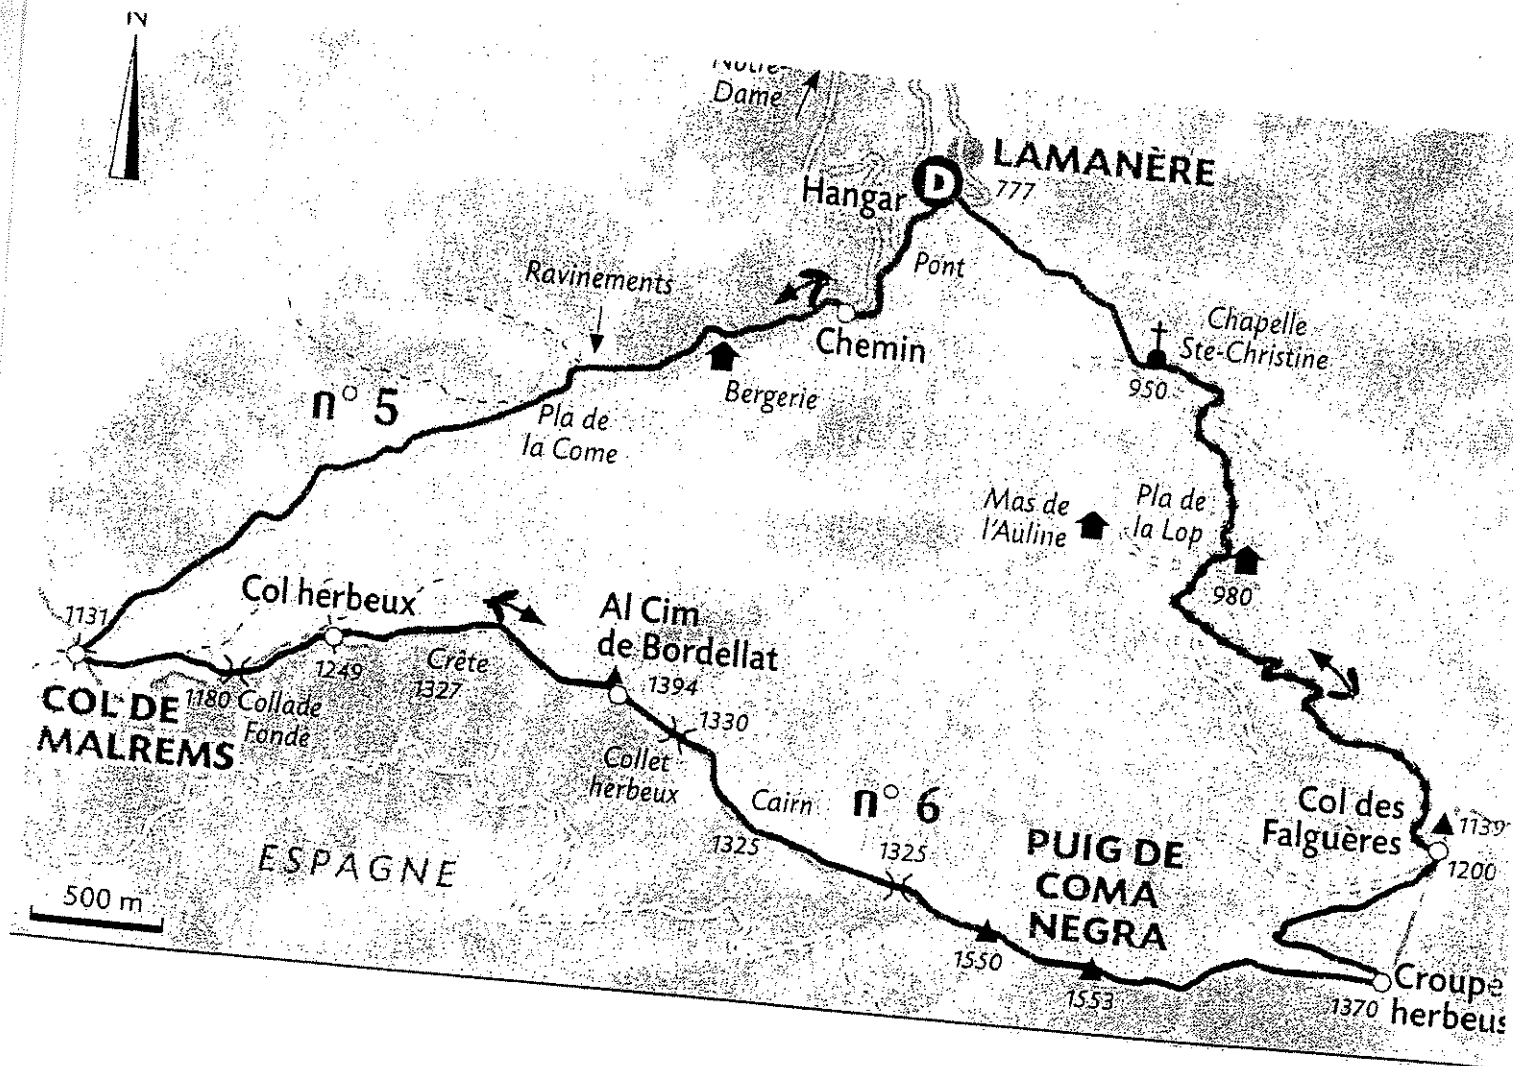 N
Notre-
Dame
D
LAMANÈRE
777
Hangar
Pont
Ravinements
Chemin
Chapelle
Ste-Christine
950
Bergerie
n° 5
Pla de
la Come
Mas de
l'Auline
Pla de
la Lop
980
1131
Col herbeux
1249
Crête
1327
Al Cim
de Bordellat
1394
COL DE
MALREMS
1180
Collade
Fonde
1330
Collet
herbeux
Cairn
1325
n° 6
1325
ESPAGNE
500 m
PUIG DE
COMA
NEGRA
1550
1553
Col des
Falguères
1139
1200
Croupe
herbeus
1370